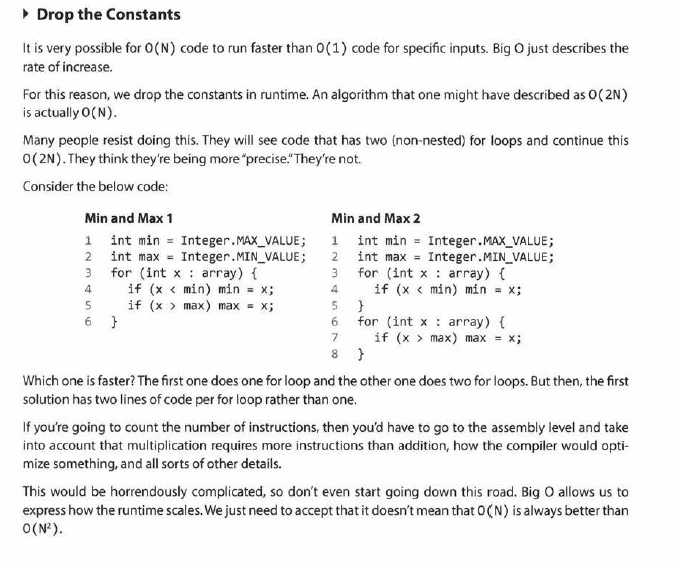 ▸ Drop the Constants
It is very possible for O(N) code to run faster than O(1) code for specific inputs. Big O just describes the
rate of increase.
For this reason, we drop the constants in runtime. An algorithm that one might have described as O(2N)
is actually O(N).
Many people resist doing this. They will see code that has two (non-nested) for loops and continue this
O(2N). They think they're being more "precise." They're not.
Consider the below code:
Min and Max 1
1 int min = Integer.MAX_VALUE;
2 int max = Integer.MIN_VALUE;
3 for (int x : array) {
4 if (x < min) min = x;
5 if (x > max) max = x;
6 }
Min and Max 2
1 int min = Integer.MAX_VALUE;
2 int max = Integer.MIN_VALUE;
3 for (int x : array) {
4 if (x < min) min = x;
5 }
6 for (int x : array) {
7 if (x > max) max = x;
8 }
Which one is faster? The first one does one for loop and the other one does two for loops. But then, the first
solution has two lines of code per for loop rather than one.
If you're going to count the number of instructions, then you'd have to go to the assembly level and take
into account that multiplication requires more instructions than addition, how the compiler would opti-
mize something, and all sorts of other details.
This would be horrendously complicated, so don't even start going down this road. Big O allows us to
express how the runtime scales. We just need to accept that it doesn't mean that O(N) is always better than
O(N²).